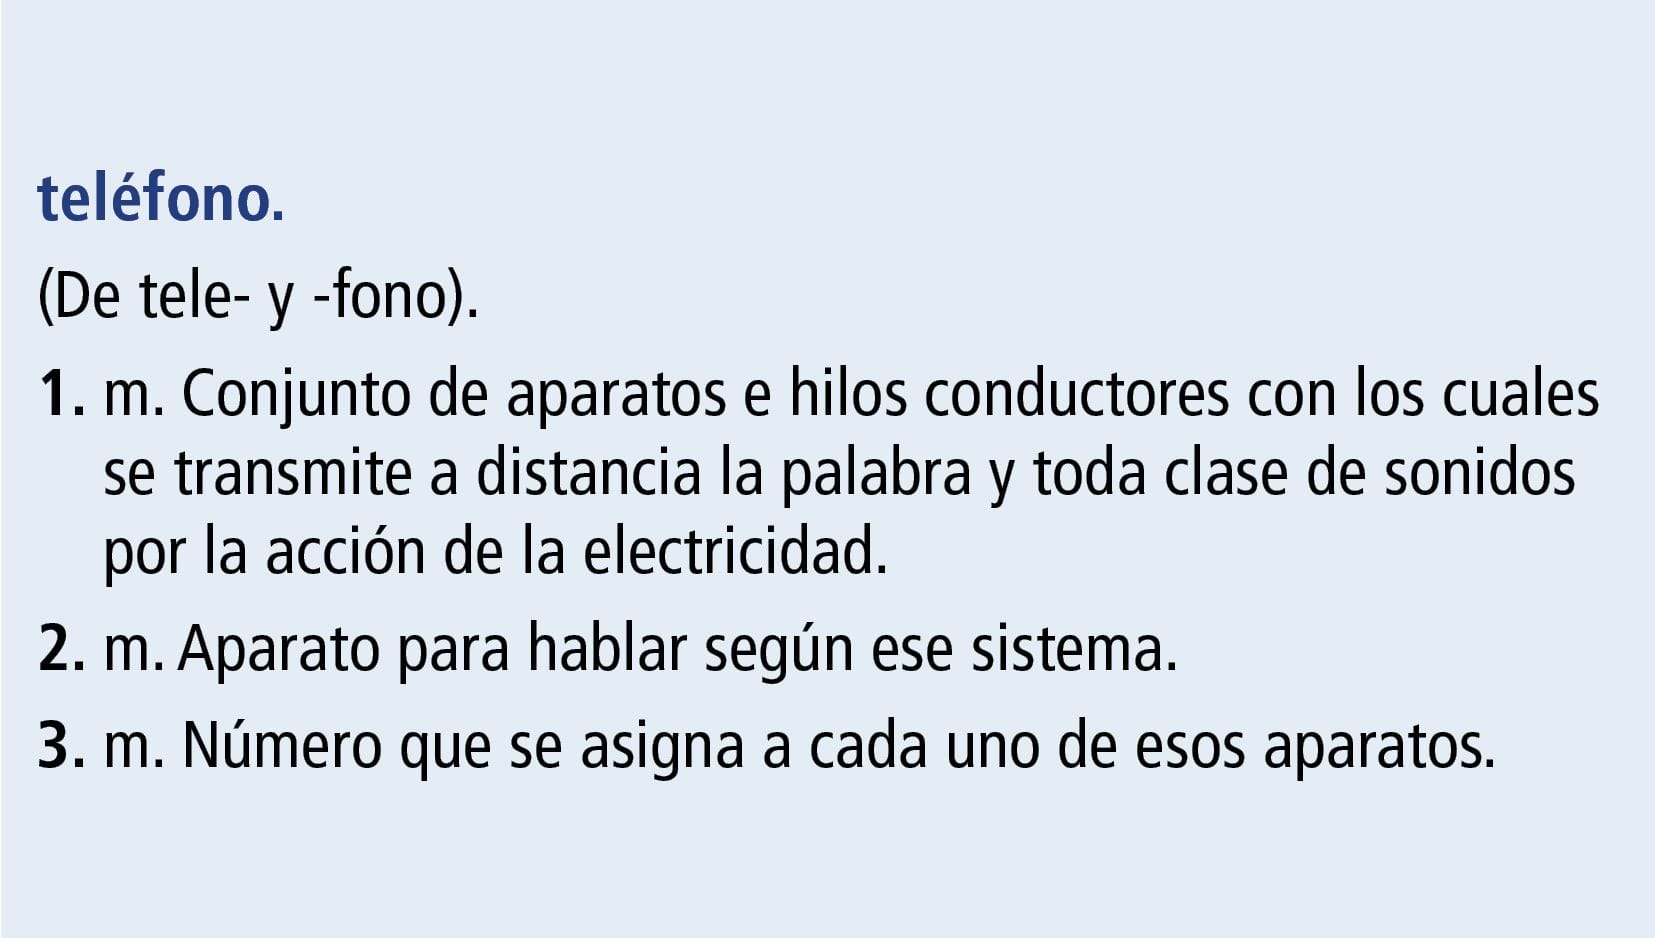 teléfono.
(De tele- y -fono).
1. m. Conjunto de aparatos e hilos conductores con los cuales
se transmite a distancia la palabra y toda clase de sonidos
por la acción de la electricidad.
2. m. Aparato para hablar según ese sistema.
3. m. Número que se asigna a cada uno de esos aparatos.